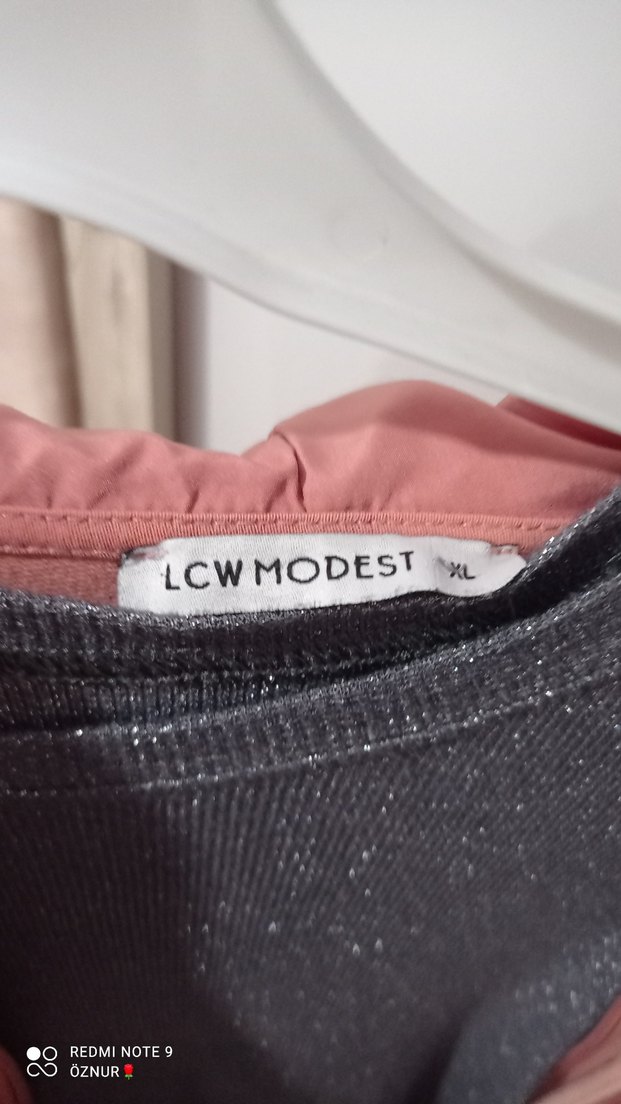 LCW MODEST XL
REDMI NOTE 9
ÖZNUR🌹